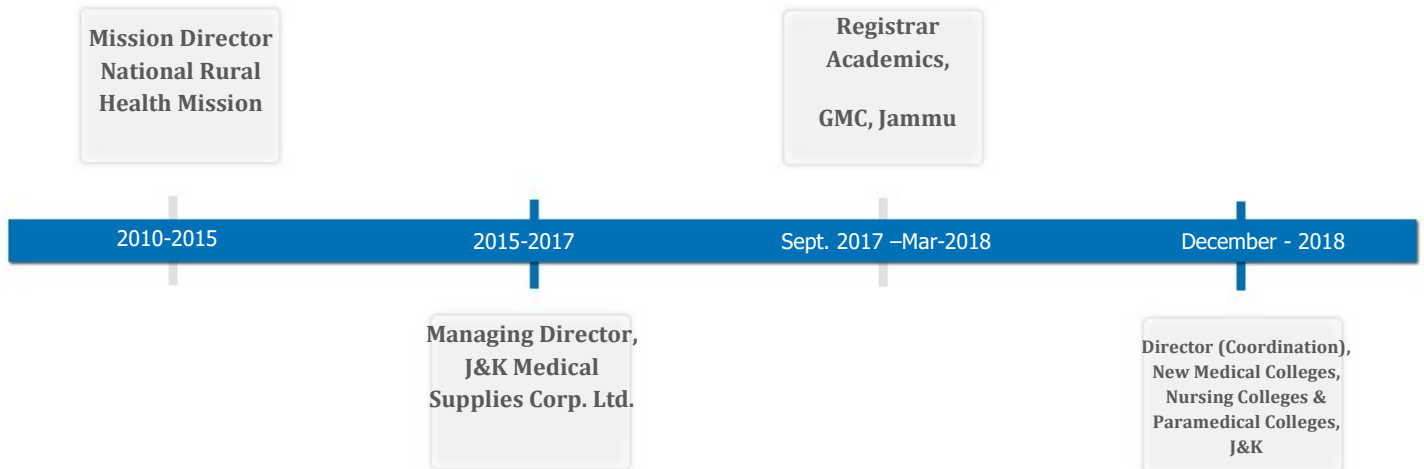 Mission Director
National Rural
Health Mission
Registrar
Academics,
GMC, Jammu
2010-2015
2015-2017
Sept. 2017 –Mar-2018
December - 2018
Managing Director,
J&K Medical
Supplies Corp. Ltd.
Director (Coordination),
New Medical Colleges,
Nursing Colleges &
Paramedical Colleges,
J&K